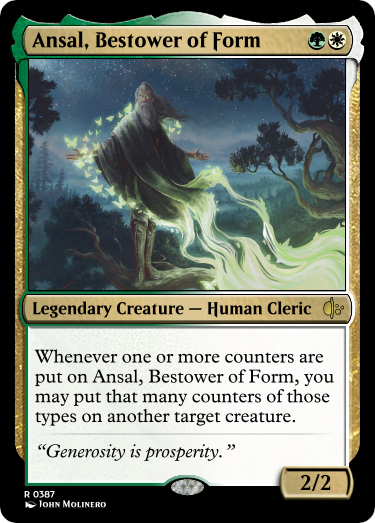 Ansal, Bestower of Form
Legendary Creature — Human Cleric
Whenever one or more counters are
put on Ansal, Bestower of Form, you
may put that many counters of those
types on another target creature.
“Generosity is prosperity.”
2/2
R 0387
John Molinero